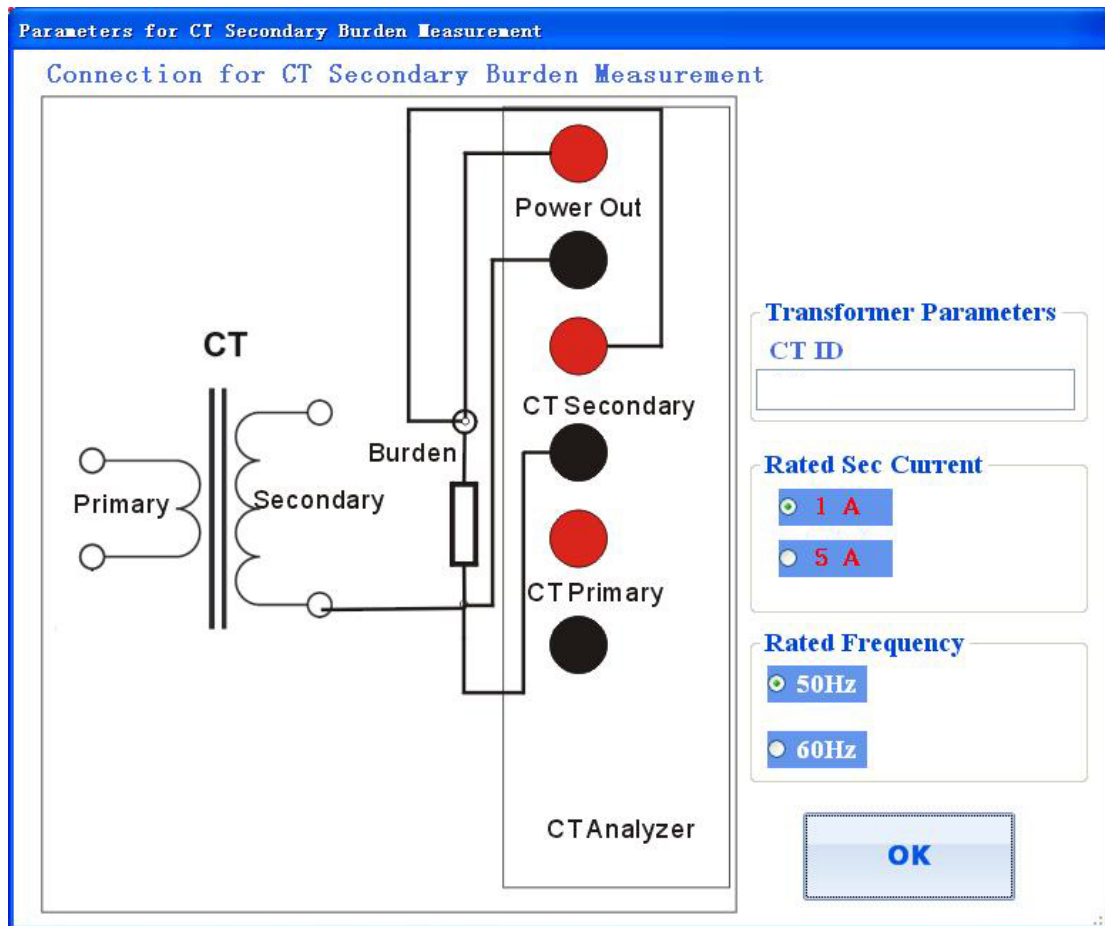 Parameters for CT Secondary Burden Measurement
Connection for CT Secondary Burden Measurement
Power Out
CT
CT Secondary
Burden
Primary
Secondary
CT Primary
CT Analyzer
Transformer Parameters
CT ID
Rated Sec Current
1 A
5 A
Rated Frequency
50Hz
60Hz
OK